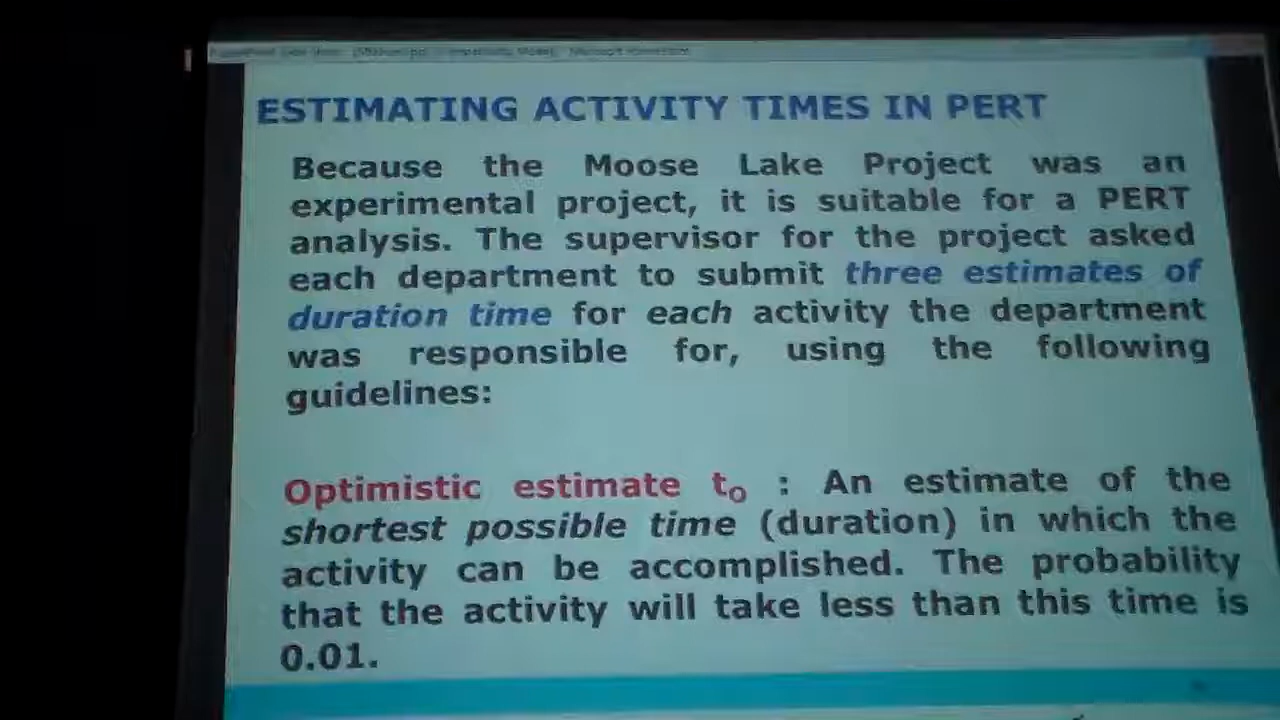 ESTIMATING ACTIVITY TIMES IN PERT
Because the Moose Lake Project was an
experimental project, it is suitable for a PERT
analysis. The supervisor for the project asked
each department to submit three estimates of
duration time for each activity the department
was responsible for, using the following
guidelines:
Optimistic estimate to : An estimate of the
shortest possible time (duration) in which the
activity can be accomplished. The probability
that the activity will take less than this time is
0.01.